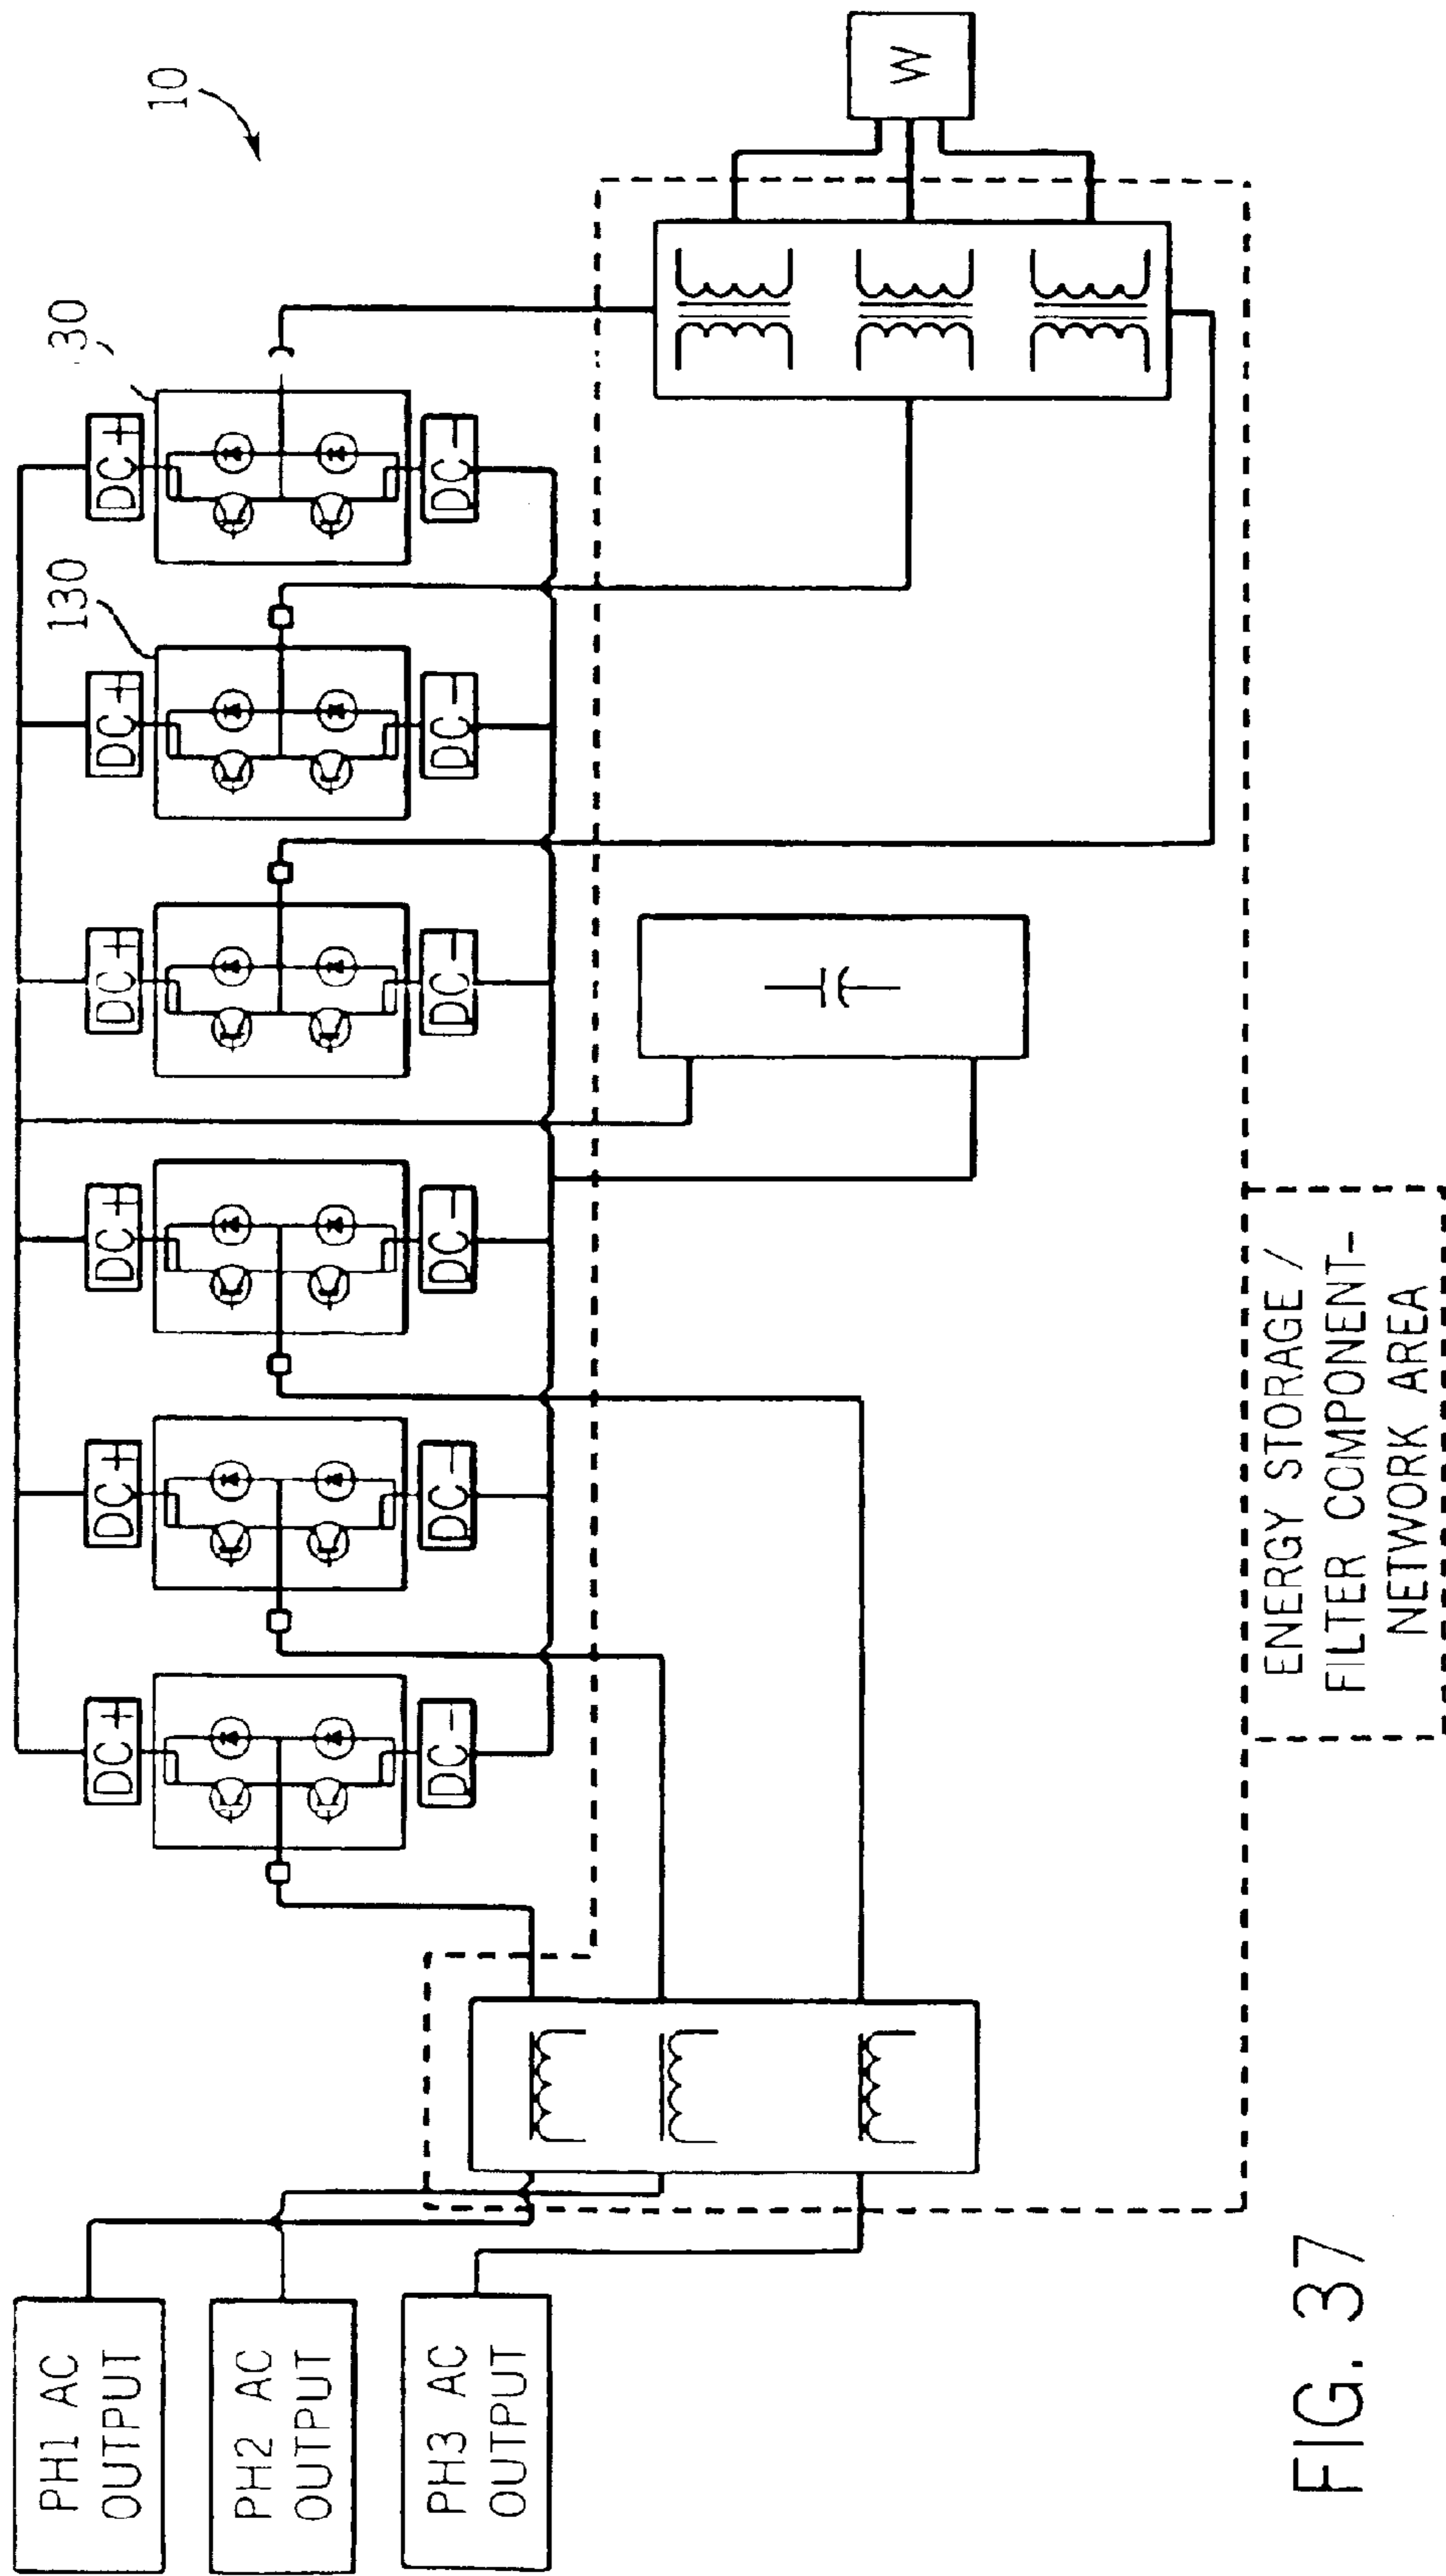 PH1 AC
OUTPUT
PH2 AC
OUTPUT
PH3 AC
OUTPUT
130
30
10
DC+
DC+
DC+
DC+
DC+
DC+
DC-
DC-
DC-
DC-
DC-
DC-
W
ENERGY STORAGE /
FILTER COMPONENT-
NETWORK AREA
FIG. 37